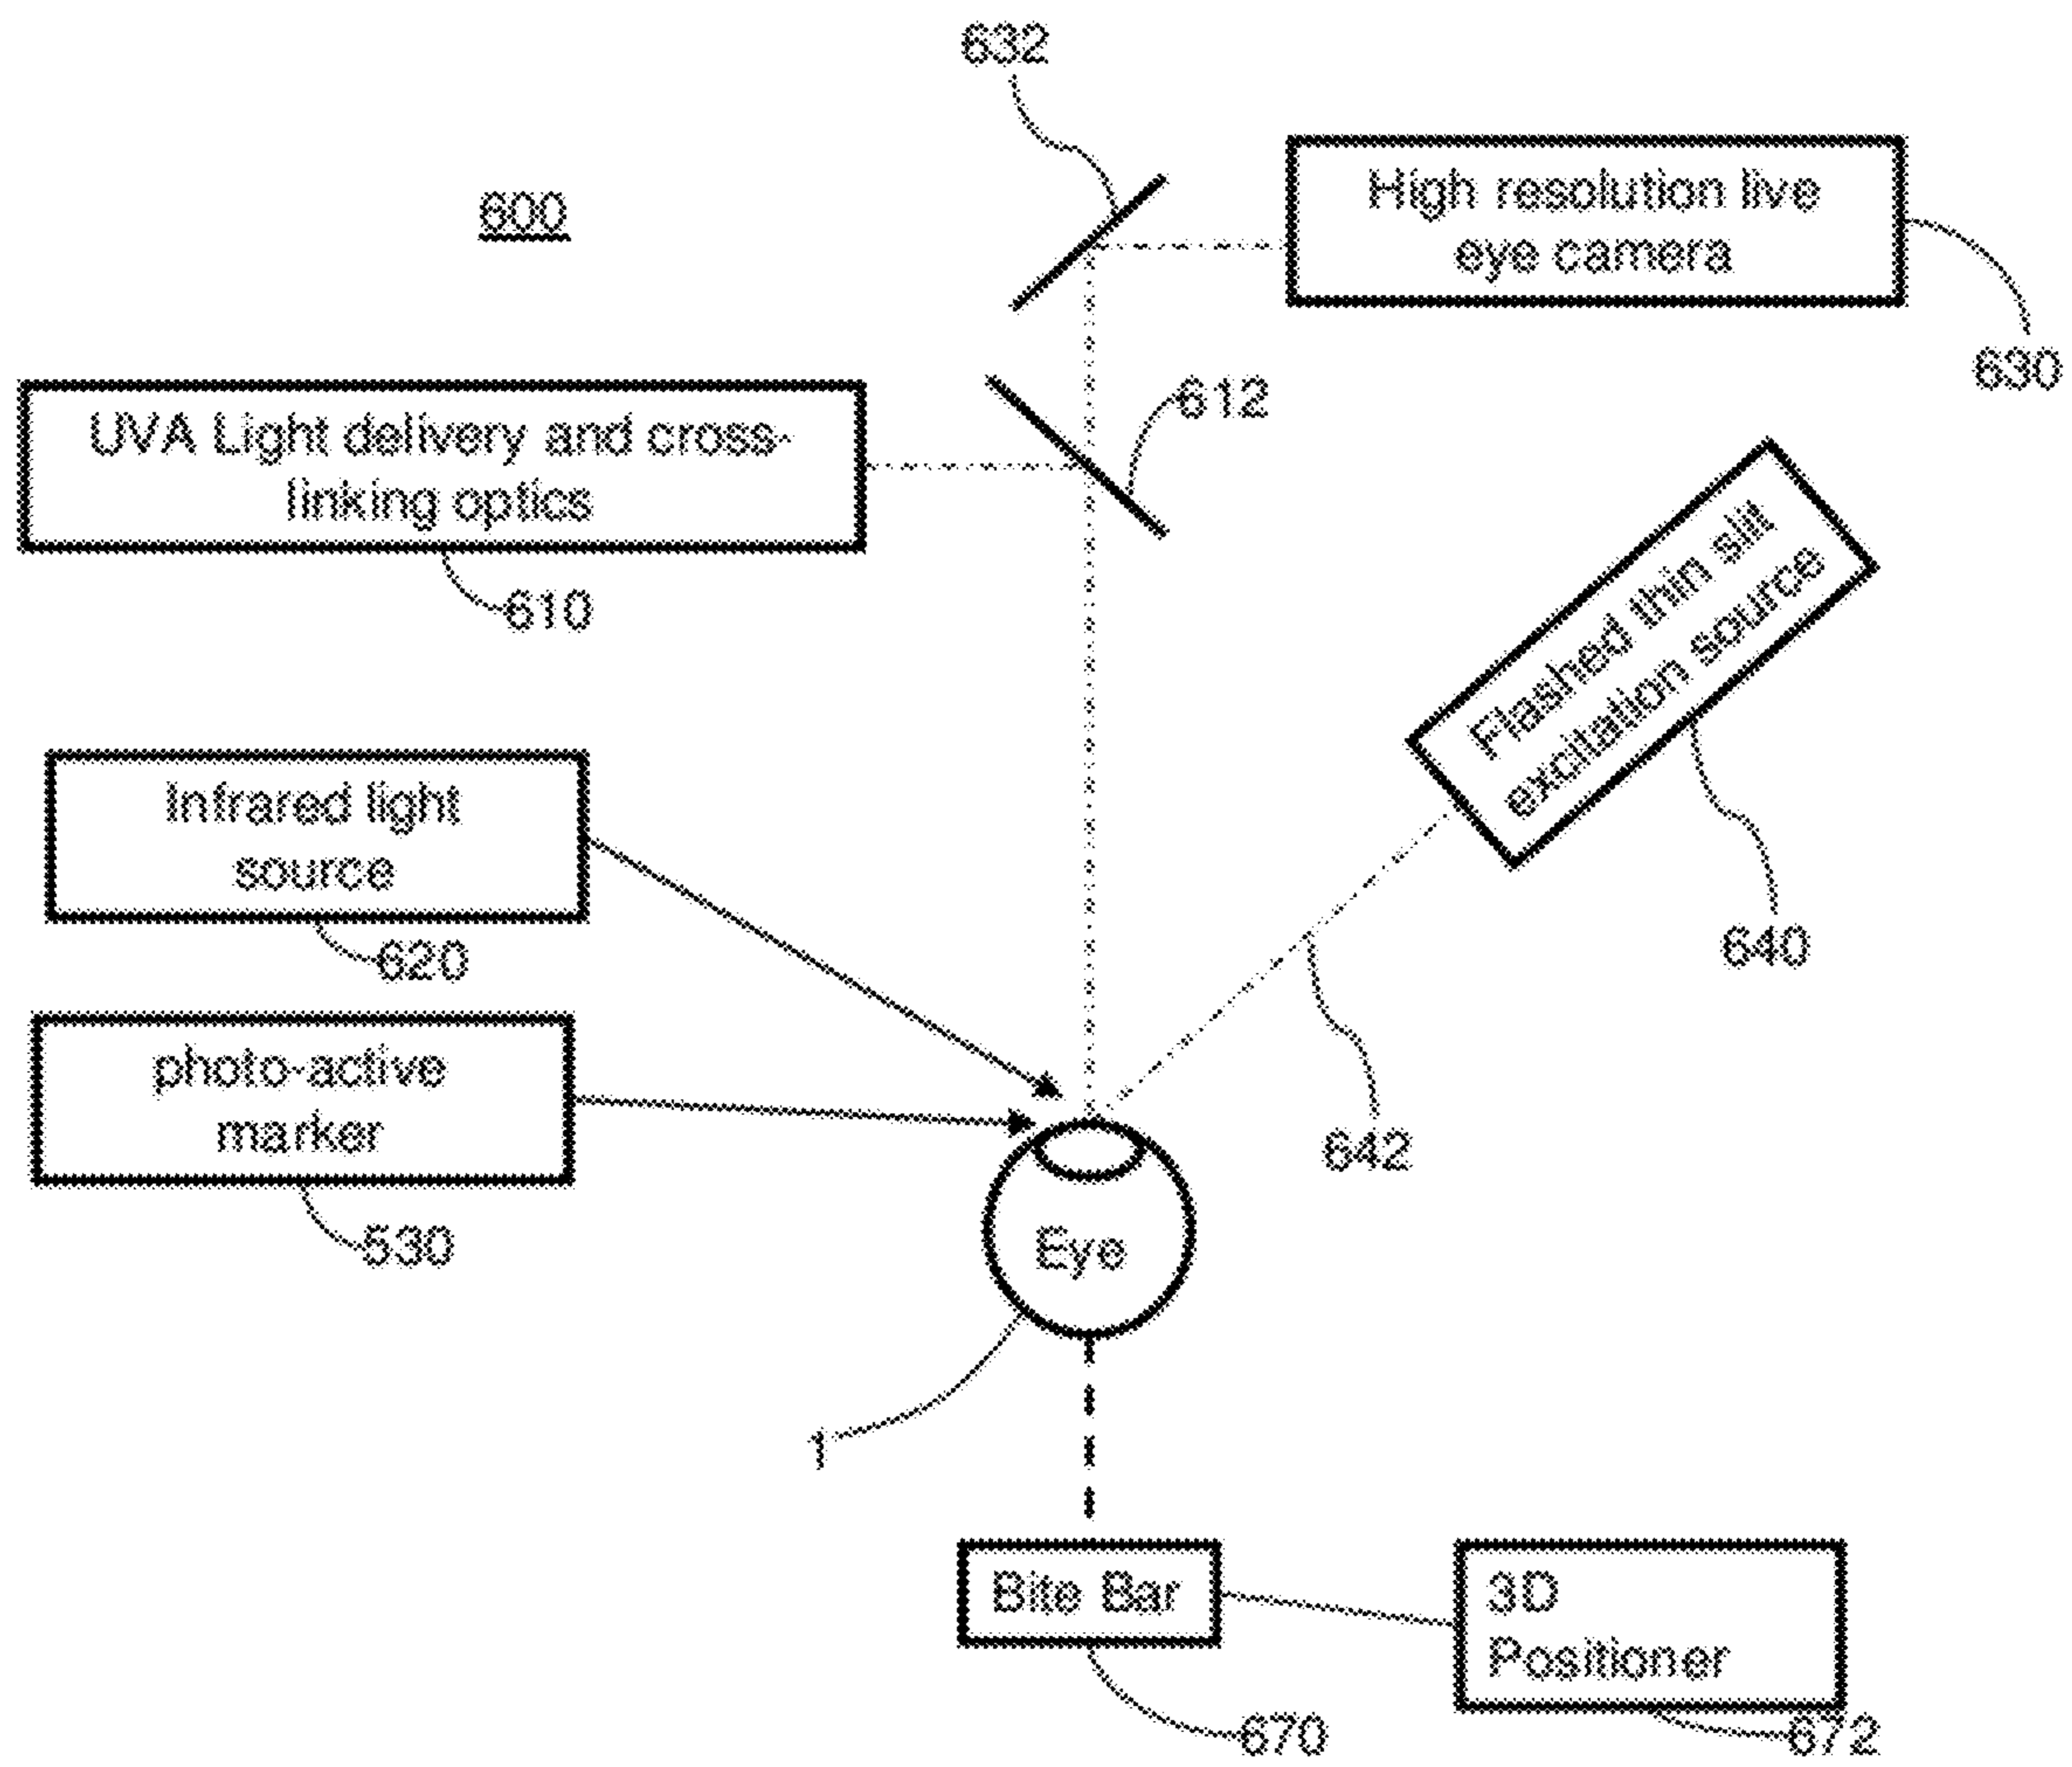 632
600
High resolution live
eye camera
630
UVA Light delivery and cross-
linking optics
612
610
Flashed thin slit
excitation source
Infrared light
source
640
620
photo-active
marker
642
530
Eye
1
Bite Bar
3D
Positioner
670
672